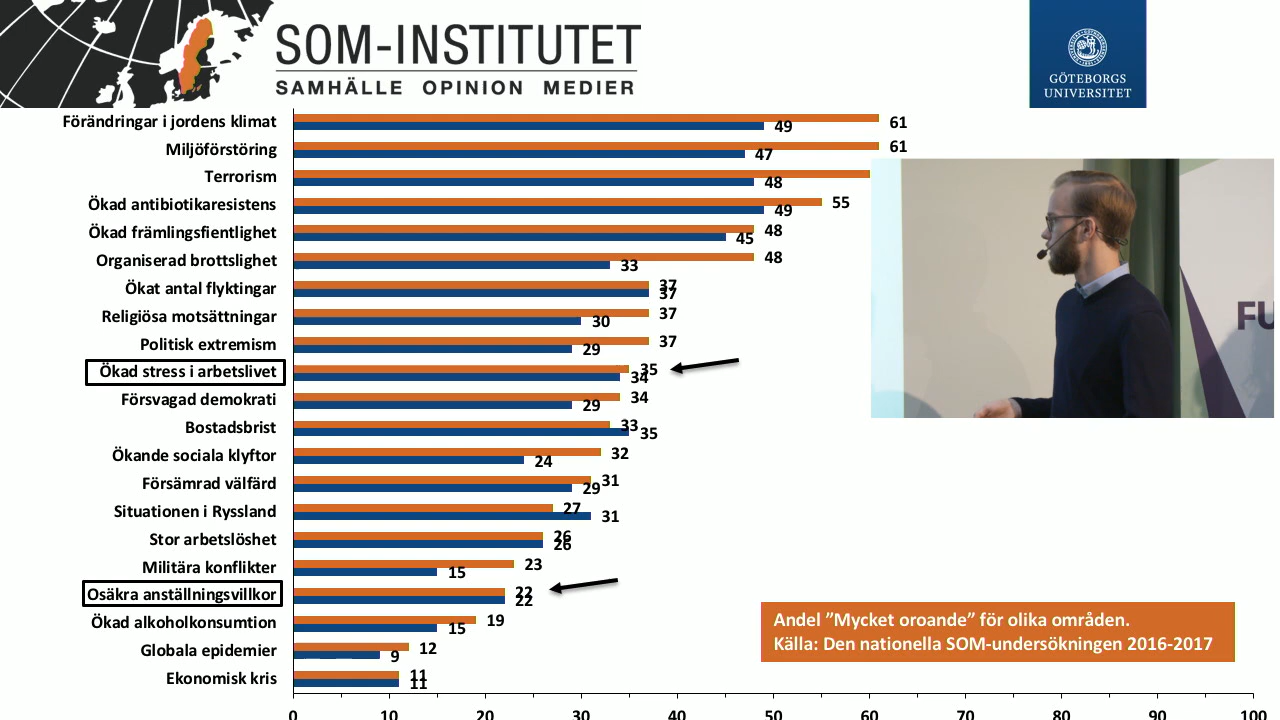 SOM-INSTITUTET
SAMHÄLLE OPINION MEDIER
GÖTEBORGS
UNIVERSITET
Förändringar i jordens klimat 61 49
Miljöförstöring 61 47
Terrorism 48
Ökad antibiotikaresistens 55 49
Ökad främlingsfientlighet 48 45
Organiserad brottslighet 48 33
Ökat antal flyktingar 37 37
Religiösa motsättningar 37 30
Politisk extremism 37 29
Ökad stress i arbetslivet 35 34
Försvagad demokrati 34 29
Bostadsbrist 33 35
Ökande sociala klyftor 32 24
Försämrad välfärd 31 29
Situationen i Ryssland 27 31
Stor arbetslöshet 26 26
Militära konflikter 23 15
Osäkra anställningsvillkor 22 22
Ökad alkoholkonsumtion 19 15
Globala epidemier 12 9
Ekonomisk kris 11 11
0 10 20 30 40 50 60 70 80 90 100
FU
Andel ”Mycket oroande” för olika områden.
Källa: Den nationella SOM-undersökningen 2016-2017